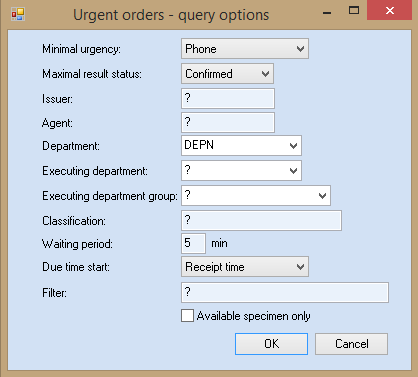 Urgent orders - query options
Minimal urgency: Phone
Maximal result status: Confirmed
Issuer: ?
Agent: ?
Department: DEPN
Executing department: ?
Executing department group: ?
Classification: ?
Waiting period: 5 min
Due time start: Receipt time
Filter: ?
Available specimen only
OK Cancel